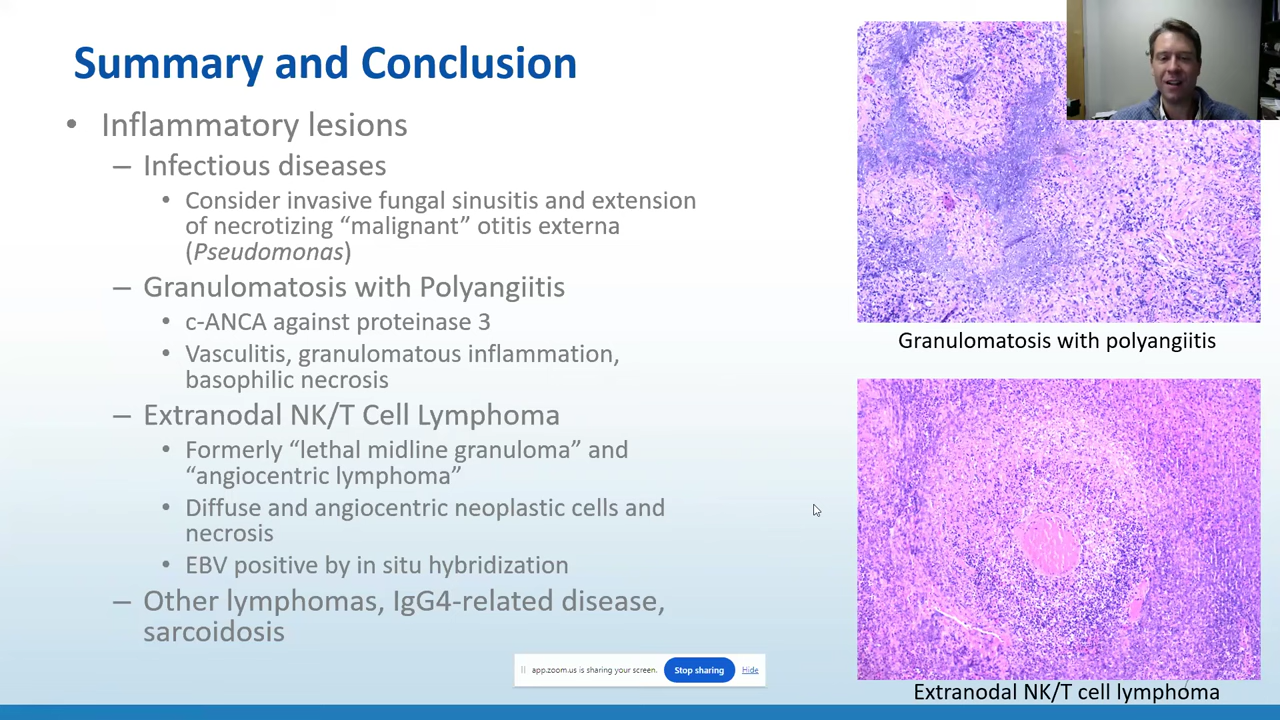 Summary and Conclusion
• Inflammatory lesions
– Infectious diseases
• Consider invasive fungal sinusitis and extension
of necrotizing “malignant” otitis externa
(Pseudomonas)
– Granulomatosis with Polyangiitis
• c-ANCA against proteinase 3
• Vasculitis, granulomatous inflammation,
basophilic necrosis
– Extranodal NK/T Cell Lymphoma
• Formerly “lethal midline granuloma” and
“angiocentric lymphoma”
• Diffuse and angiocentric neoplastic cells and
necrosis
• EBV positive by in situ hybridization
– Other lymphomas, IgG4-related disease,
sarcoidosis
Granulomatosis with polyangiitis
Extranodal NK/T cell lymphoma
app.zoom.us is sharing your screen. Stop sharing Hide